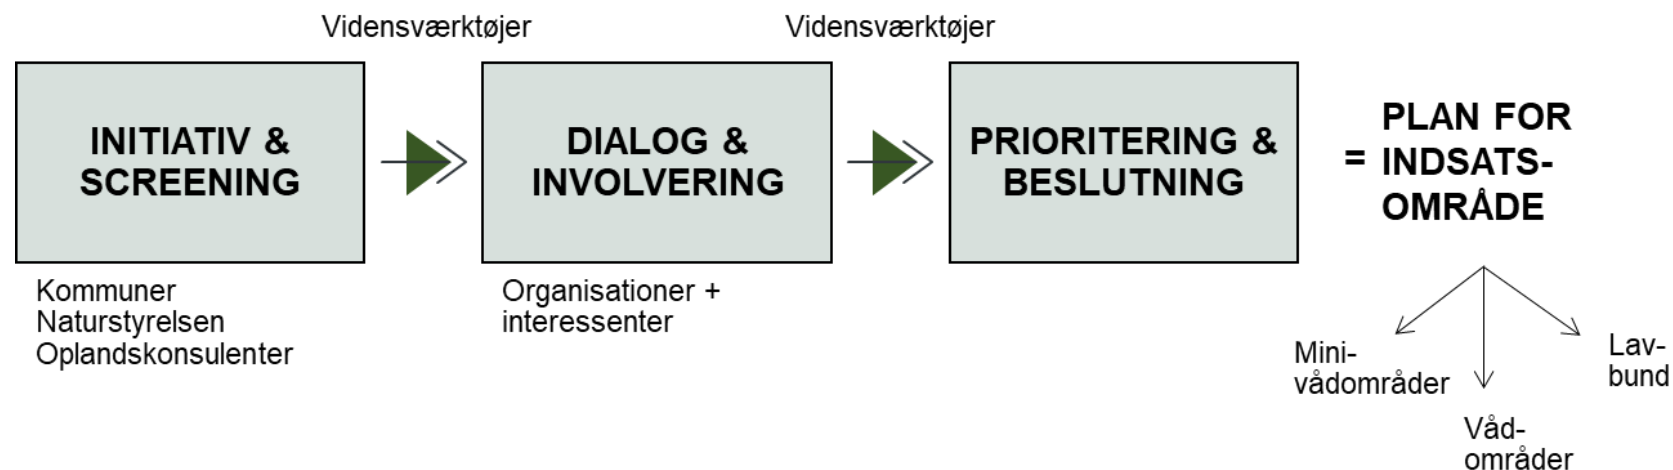 Vidensværktøjer
Vidensværktøjer
INITIATIV &
SCREENING
DIALOG &
INVOLVERING
PRIORITERING &
BESLUTNING
=
PLAN FOR
INDSATS-
OMRÅDE
Kommuner
Naturstyrelsen
Oplandskonsulenter
Organisationer +
interessenter
Mini-
vådområder
Våd-
områder
Lav-
bund